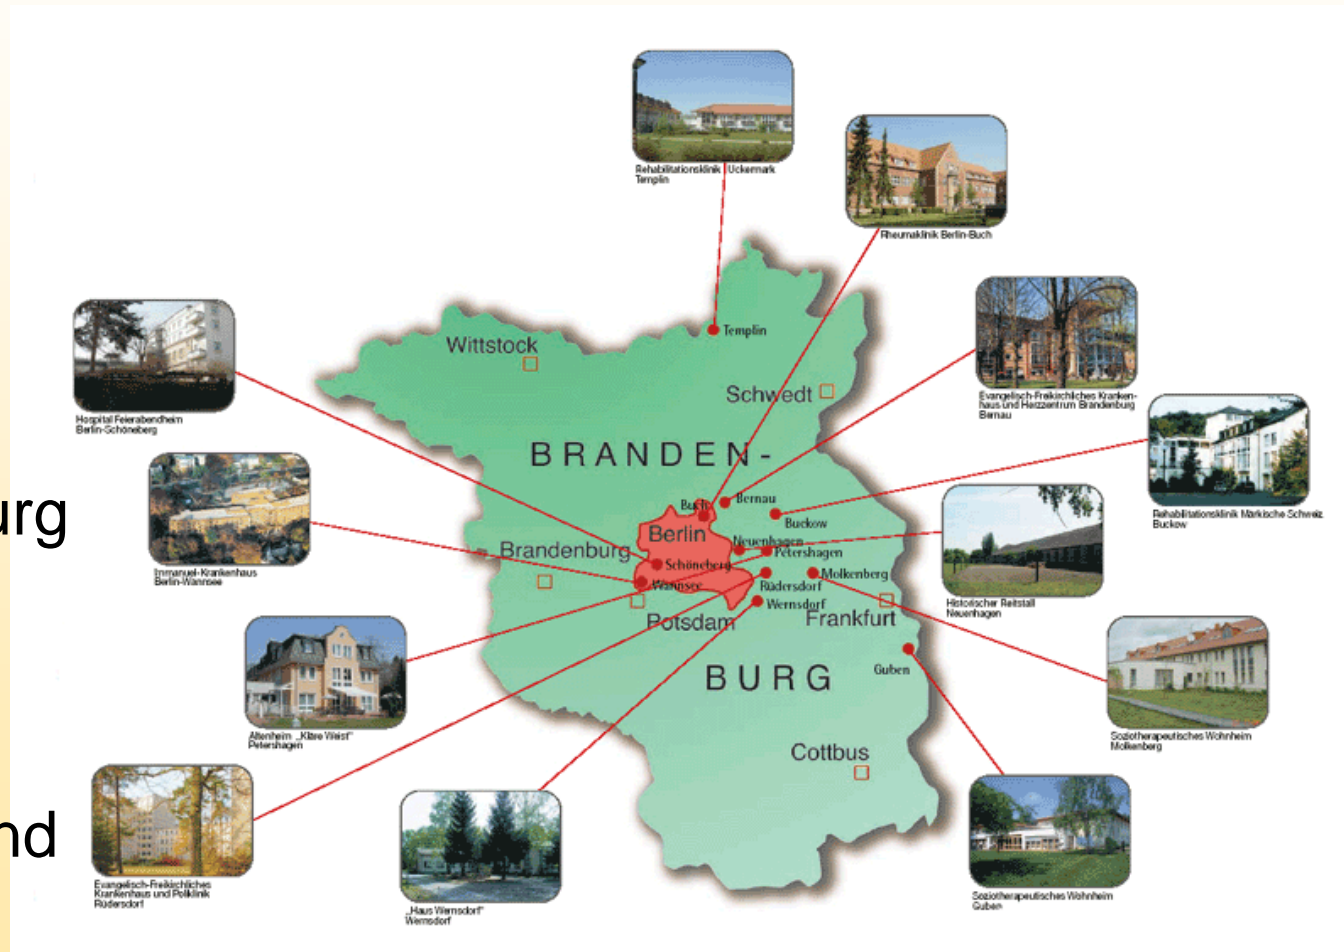 Rehabilitationsklinik Uckermark
Templin
Rheumaklinik Berlin-Buch
Templin
Wittstock
Hospital Feierabendheim
Berlin-Schöneberg
Schwedt
Evangelisch-Freikirchliches Kranken-
haus und Herzzentrum Brandenburg
Bernau
BRANDEN-
Buch
Bernau
Rehabilitationsklinik Märkische Schweiz
Buckow
urg
Buckow
Berlin
Neuenhagen
Brandenburg
Petershagen
Schöneberg
Immanuel-Krankenhaus
Berlin-Wannsee
Wannsee
Rüdersdorf
Molkenberg
Wernsdorf
Historischer Reitstall
Neuenhagen
Potsdam
Frankfurt
BURG
Guben
Altenheim „Kläre Weist"
Petershagen
Soziotherapeutisches Wohnheim
Molkenberg
Cottbus
nd
Evangelisch-Freikirchliches
Krankenhaus und Poliklinik
Rüdersdorf
„Haus Wernsdorf"
Wernsdorf
Soziotherapeutisches Wohnheim
Guben